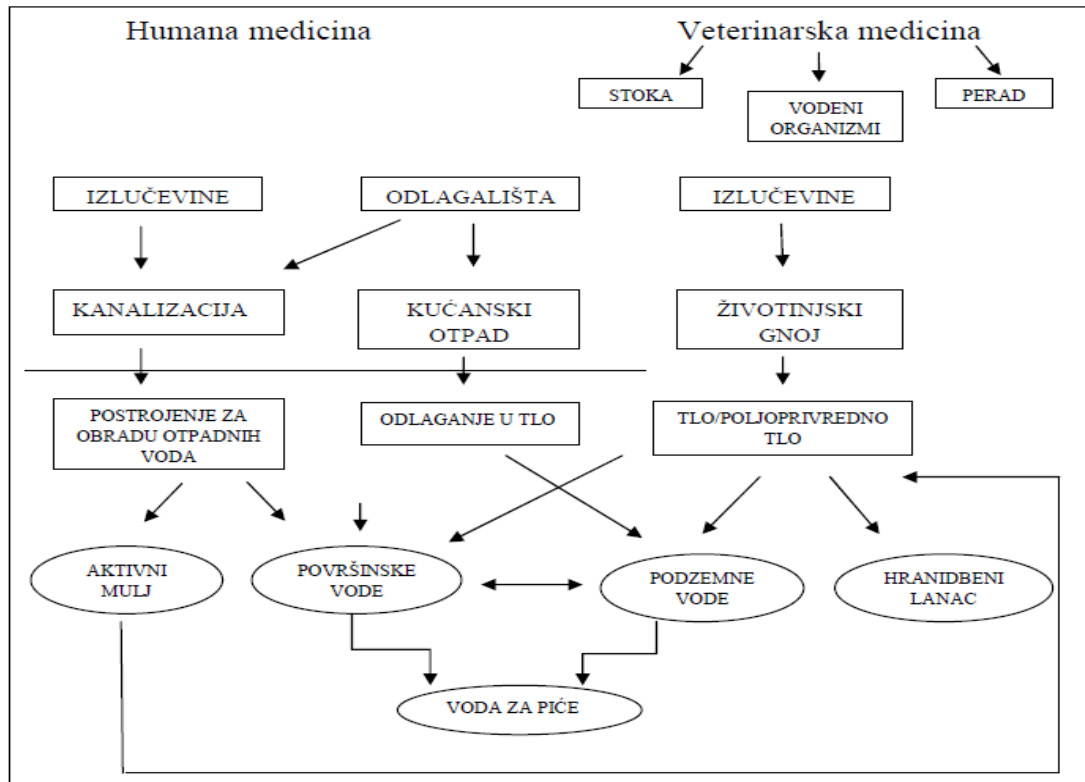 Humana medicina
Veterinarska medicina
STOKA
VODENI
ORGANIZMI
PERAD
IZLUČEVINE
ODLAGALIŠTA
IZLUČEVINE
KANALIZACIJA
KUĆANSKI
OTPAD
ŽIVOTINJSKI
GNOJ
POSTROJENJE ZA
OBRADU OTPADNIH
VODA
ODLAGANJE U TLO
TLO/POLJOPRIVREDNO
TLO
AKTIVNI
MULJ
POVRŠINSKE
VODE
PODZEMNE
VODE
HRANIDBENI
LANAC
VODA ZA PIĆE